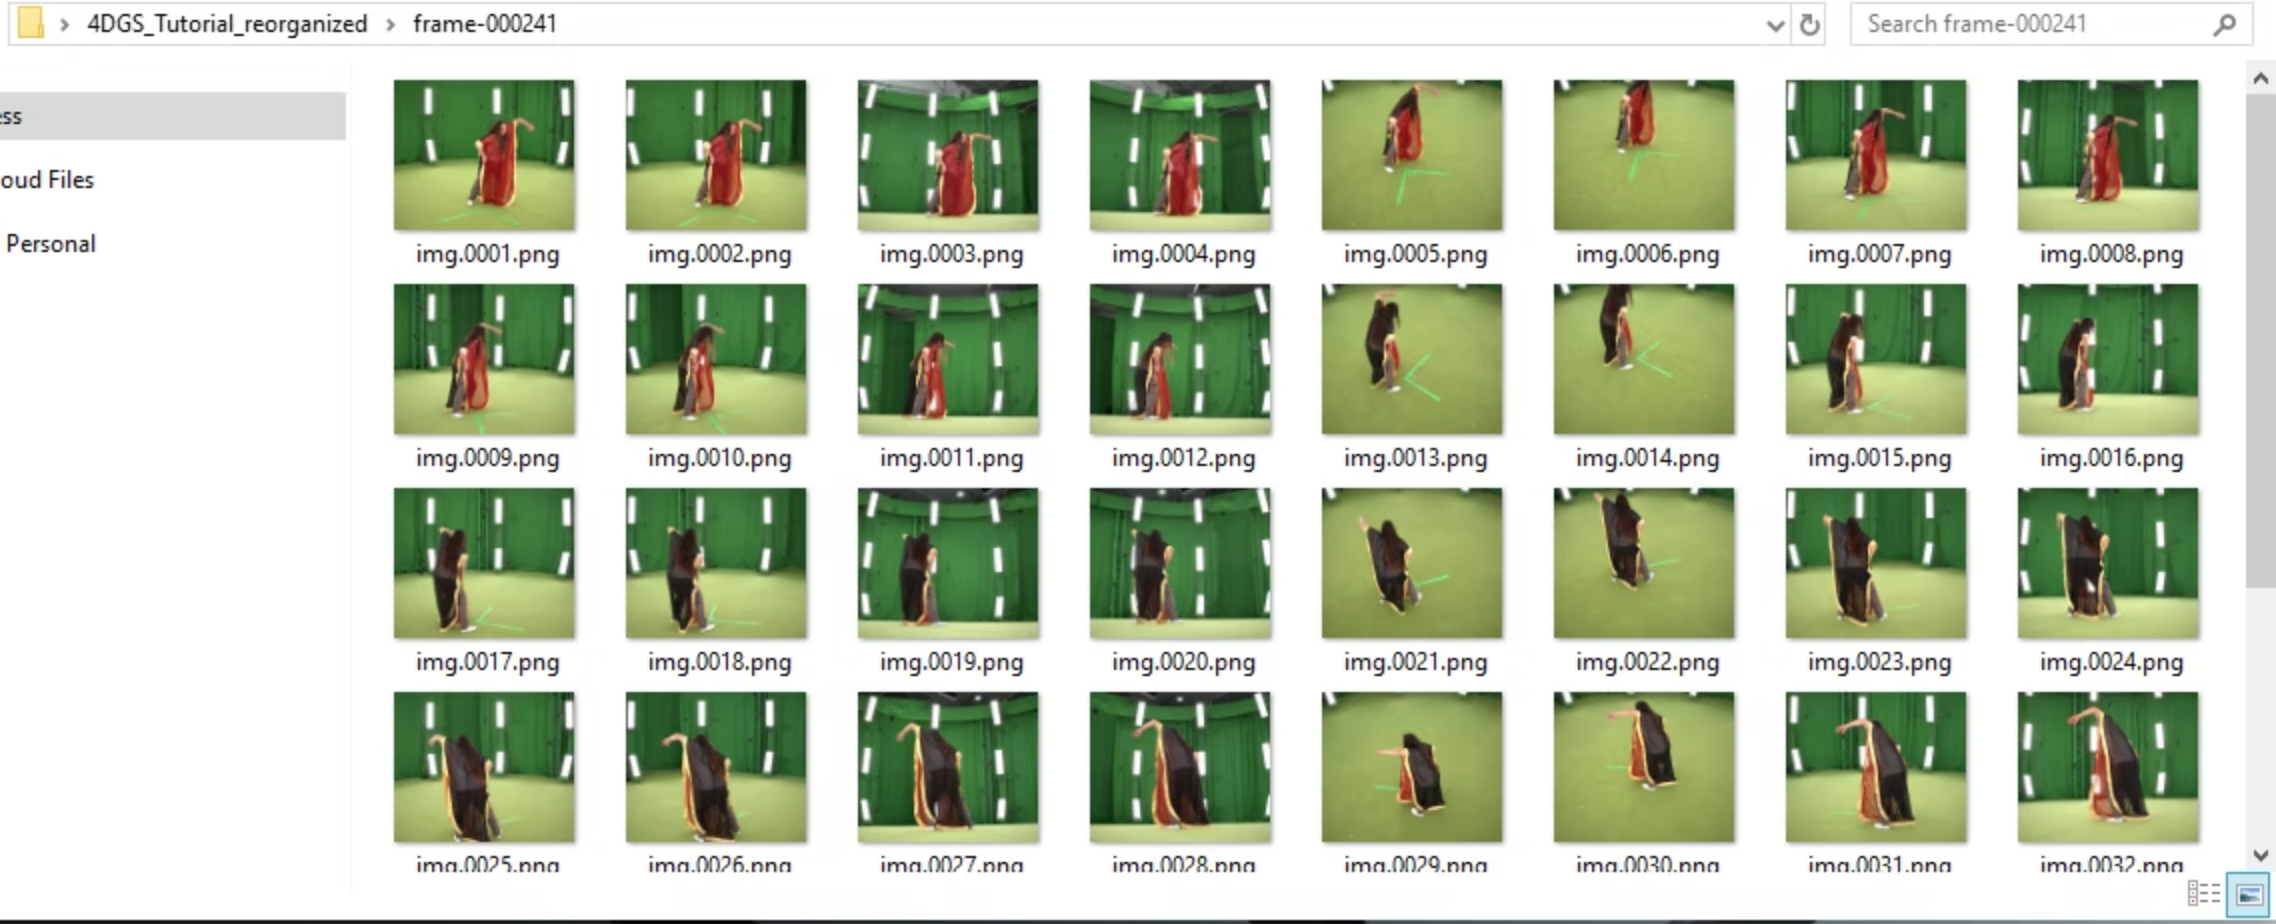 4DGS_Tutorial_reorganized > frame-000241
Search frame-000241
ess
oud Files
Personal
img.0001.png img.0002.png img.0003.png img.0004.png img.0005.png img.0006.png img.0007.png img.0008.png
img.0009.png img.0010.png img.0011.png img.0012.png img.0013.png img.0014.png img.0015.png img.0016.png
img.0017.png img.0018.png img.0019.png img.0020.png img.0021.png img.0022.png img.0023.png img.0024.png
img.0025.png img.0026.png img.0027.png img.0028.png img.0029.png img.0030.png img.0031.png img.0032.png